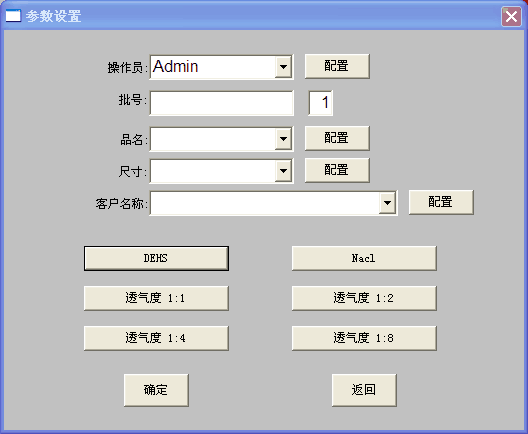 参数设置
操作员: Admin 配置
批号: 1
品名: 配置
尺寸: 配置
客户名称: 配置
DEHS Nacl
透气度 1:1 透气度 1:2
透气度 1:4 透气度 1:8
确定 返回